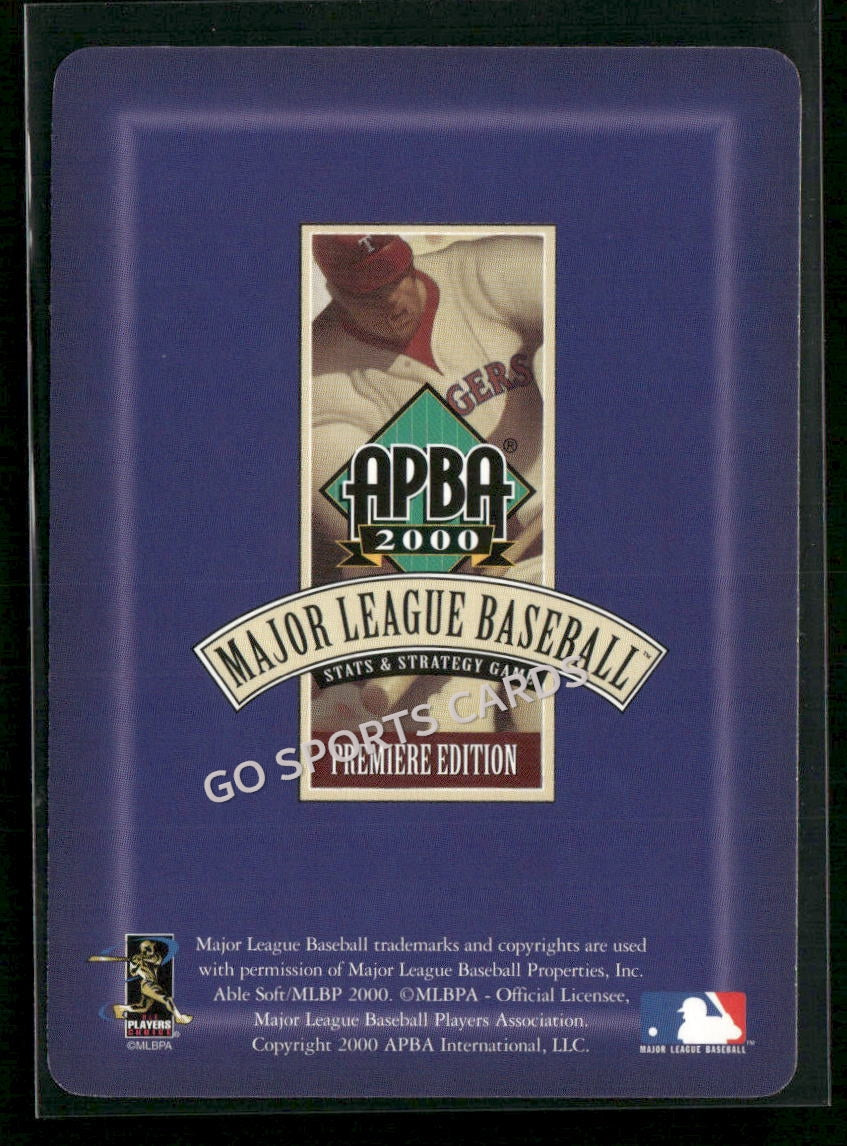 T
GERS
APBA®
2000
MAJOR LEAGUE BASEBALL™
STATS & STRATEGY GAME
GO SPORTS CARDS
PREMIERE EDITION
Major League Baseball trademarks and copyrights are used
with permission of Major League Baseball Properties, Inc.
Able Soft/MLBP 2000. ©MLBPA - Official Licensee,
Major League Baseball Players Association.
Copyright 2000 APBA International, LLC.
PLAYERS
CHOICE®
©MLBPA
MAJOR LEAGUE BASEBALL™